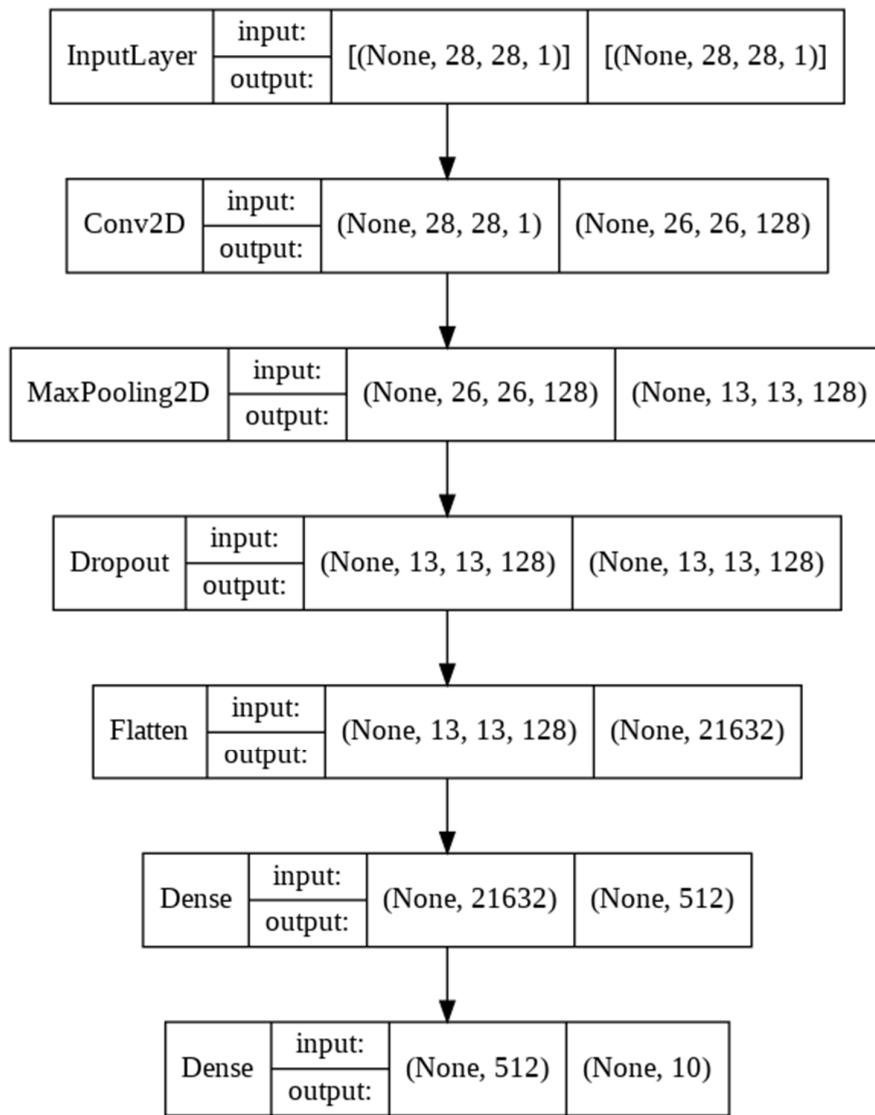 InputLayer
input:
output:
[(None, 28, 28, 1)]
[(None, 28, 28, 1)]
Conv2D
input:
output:
(None, 28, 28, 1)
(None, 26, 26, 128)
MaxPooling2D
input:
output:
(None, 26, 26, 128)
(None, 13, 13, 128)
Dropout
input:
output:
(None, 13, 13, 128)
(None, 13, 13, 128)
Flatten
input:
output:
(None, 13, 13, 128)
(None, 21632)
Dense
input:
output:
(None, 21632)
(None, 512)
Dense
input:
output:
(None, 512)
(None, 10)